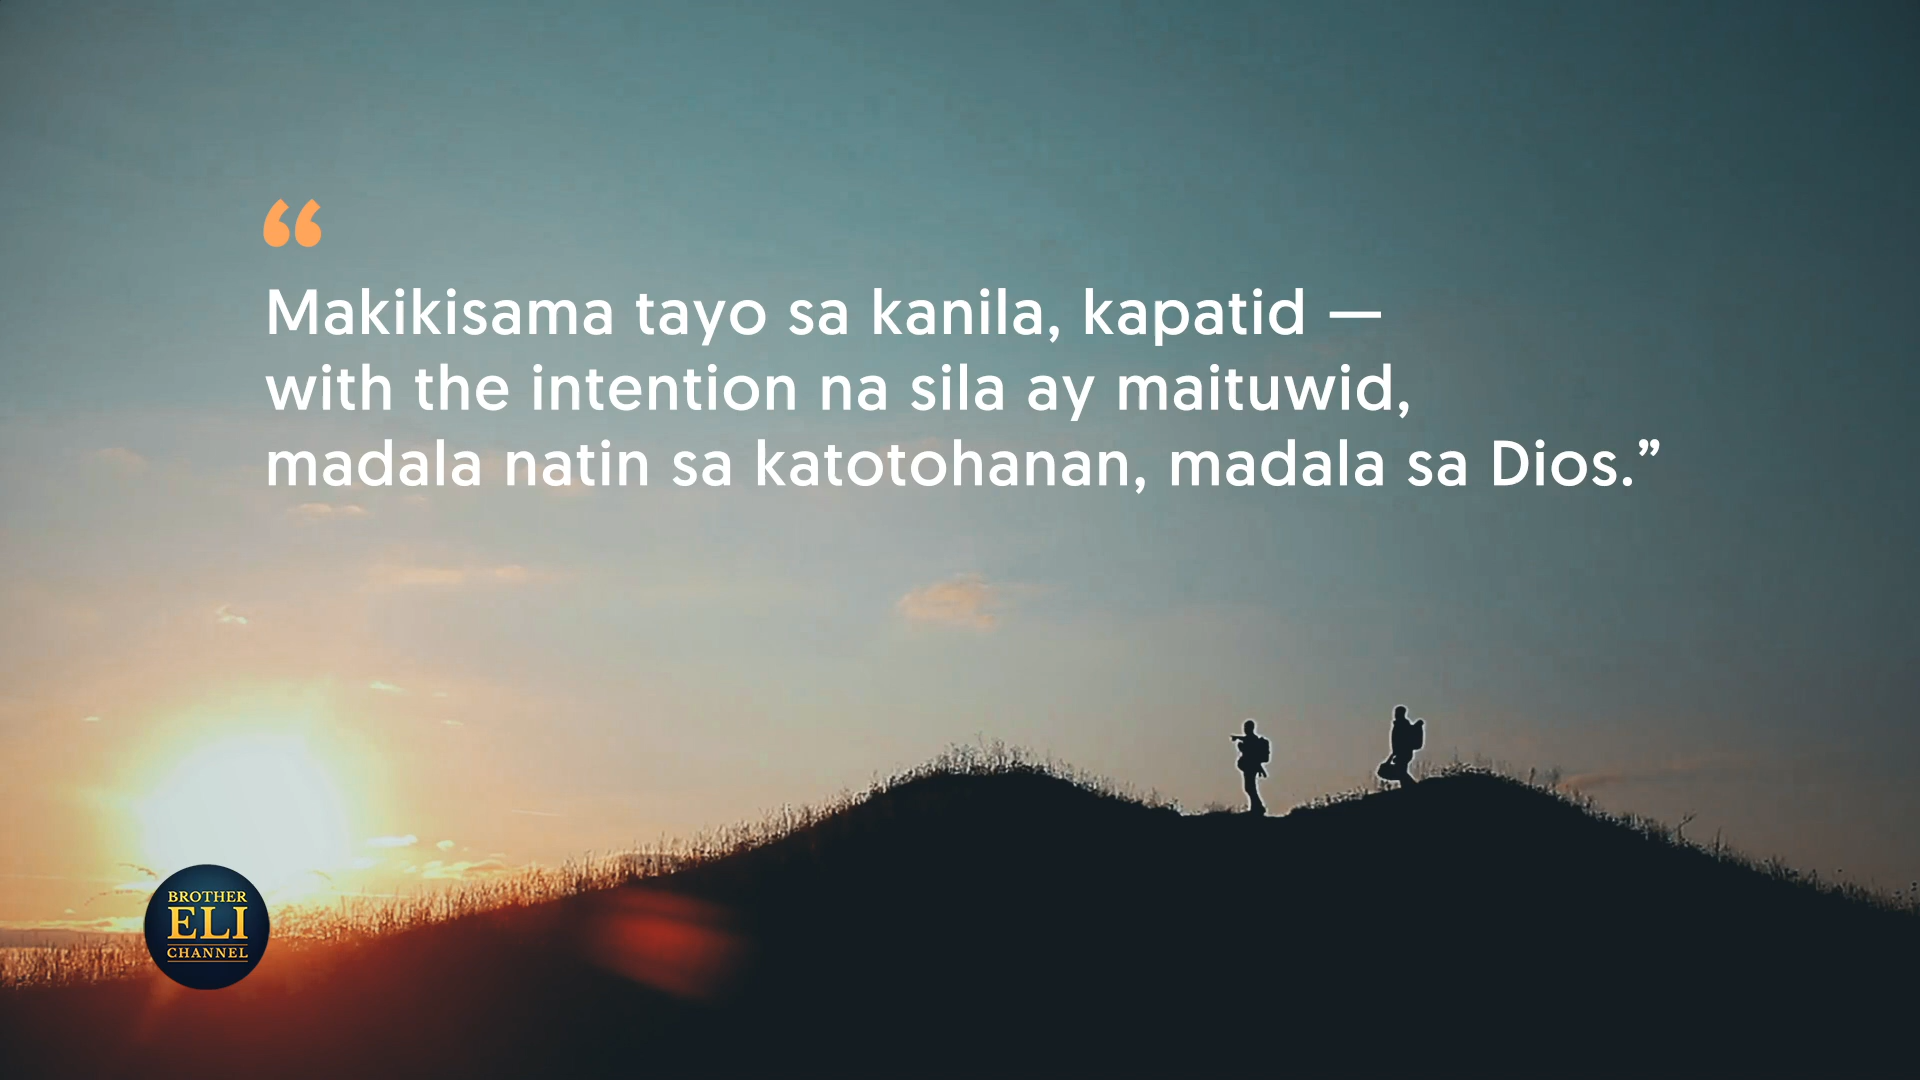 “
Makikisama tayo sa kanila, kapatid —
with the intention na sila ay maituwid,
madala natin sa katotohanan, madala sa Dios.”
BROTHER
ELI
CHANNEL